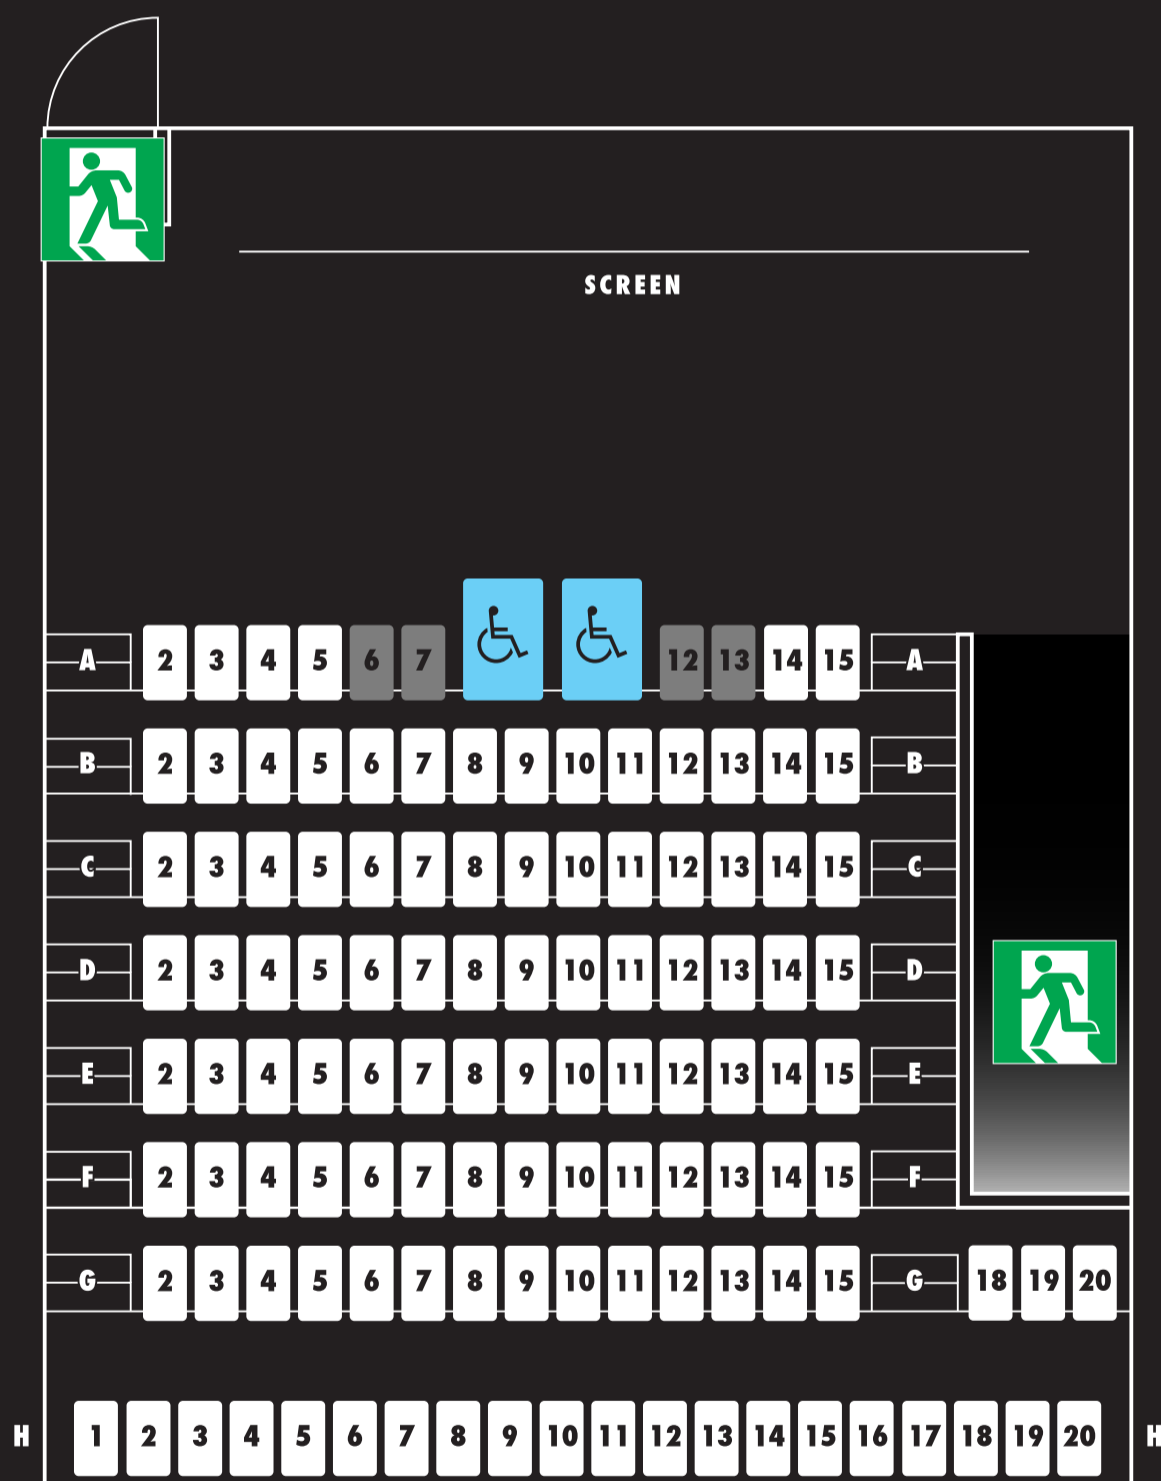 SCREEN
A 2 3 4 5 6 7 12 13 14 15 A
B 2 3 4 5 6 7 8 9 10 11 12 13 14 15 B
C 2 3 4 5 6 7 8 9 10 11 12 13 14 15 C
D 2 3 4 5 6 7 8 9 10 11 12 13 14 15 D
E 2 3 4 5 6 7 8 9 10 11 12 13 14 15 E
F 2 3 4 5 6 7 8 9 10 11 12 13 14 15 F
G 2 3 4 5 6 7 8 9 10 11 12 13 14 15 G 18 19 20
H 1 2 3 4 5 6 7 8 9 10 11 12 13 14 15 16 17 18 19 20 H